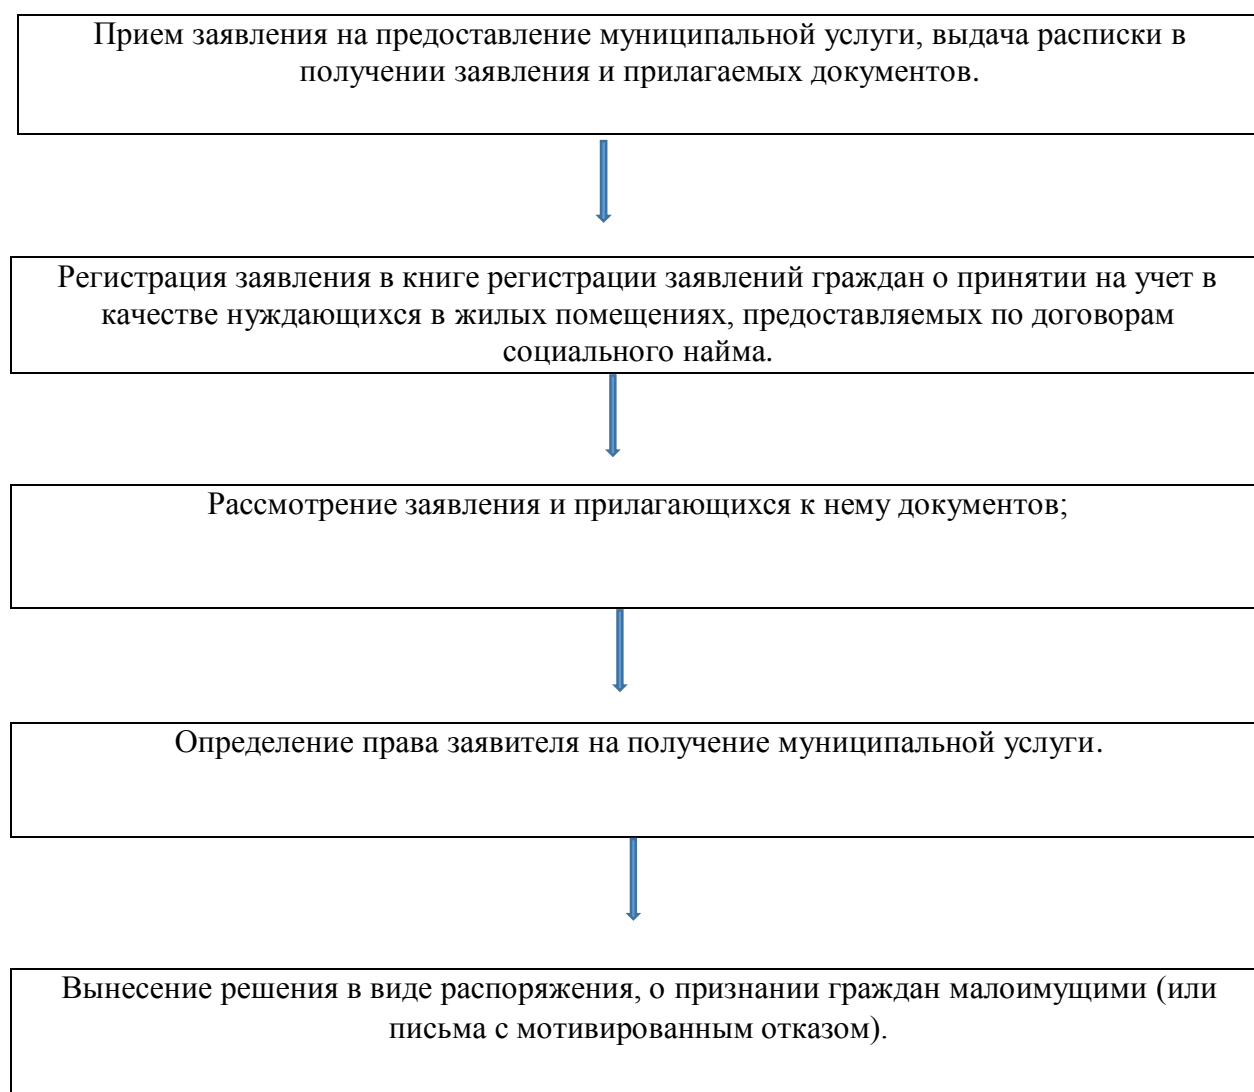 Прием заявления на предоставление муниципальной услуги, выдача расписки в
получении заявления и прилагаемых документов.
Регистрация заявления в книге регистрации заявлений граждан о принятии на учет в
качестве нуждающихся в жилых помещениях, предоставляемых по договорам
социального найма.
Рассмотрение заявления и прилагающихся к нему документов;
Определение права заявителя на получение муниципальной услуги.
Вынесение решения в виде распоряжения, о признании граждан малоимущими (или
письма с мотивированным отказом).